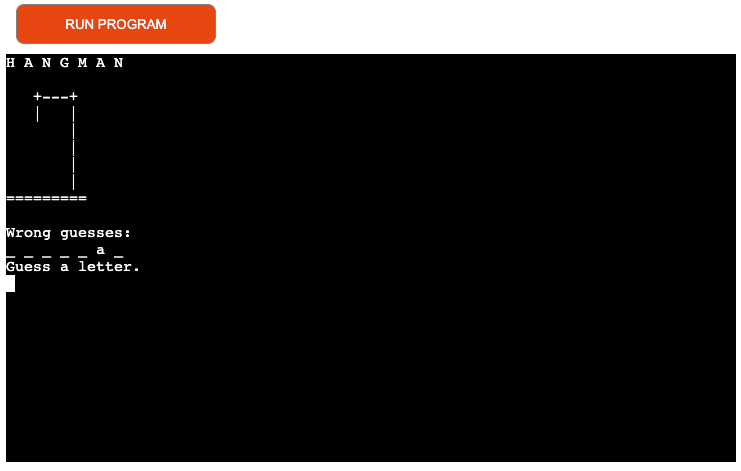 RUN PROGRAM
H A N G M A N
+---+
|   |
|
|
|
|
=========
Wrong guesses:
_ _ _ _ _ a _
Guess a letter.